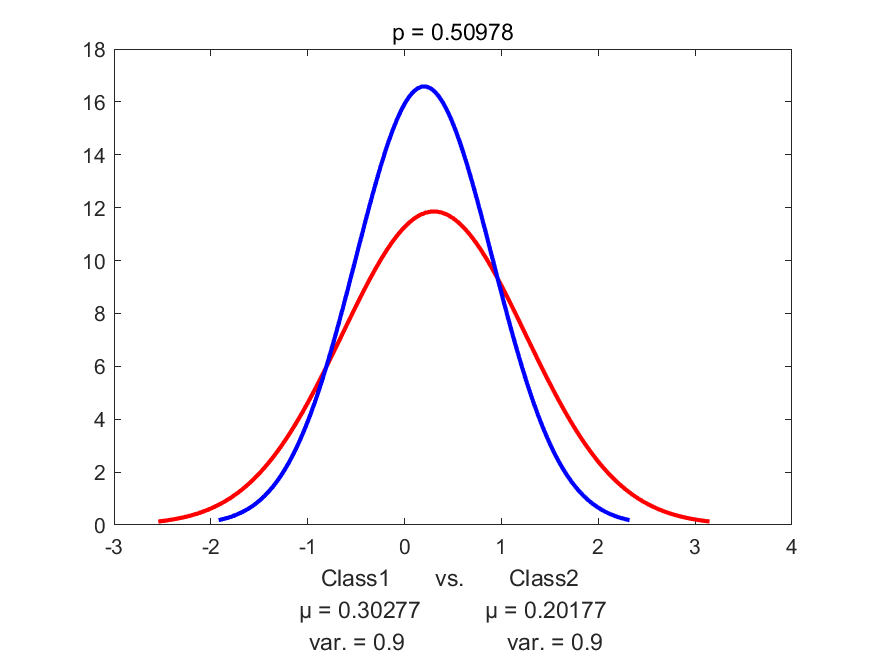 p = 0.50978
18
16
14
12
10
8
6
4
2
0
-3 -2 -1 0 1 2 3 4
Class1 vs. Class2
μ = 0.30277 μ = 0.20177
var. = 0.9 var. = 0.9